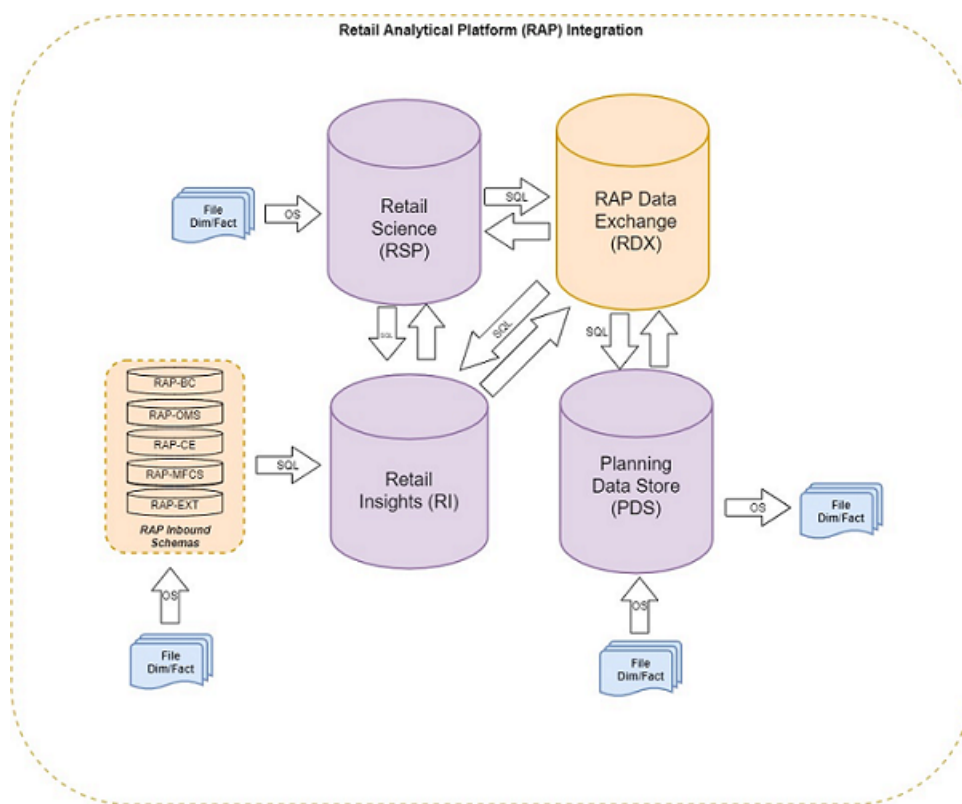 Retail Analytical Platform (RAP) Integration
Retail
Science
(RSP)
RAP Data
Exchange
(RDX)
File
Dim/Fact
OS
SQL
SQL
SQL
SQL
RAP-BC
RAP-OMS
RAP-CE
RAP-MFCS
RAP-EXT
RAP Inbound
Schemas
SQL
Retail
Insights (RI)
Planning
Data Store
(PDS)
OS
File
Dim/Fact
OS
File
Dim/Fact
OS
File
Dim/Fact